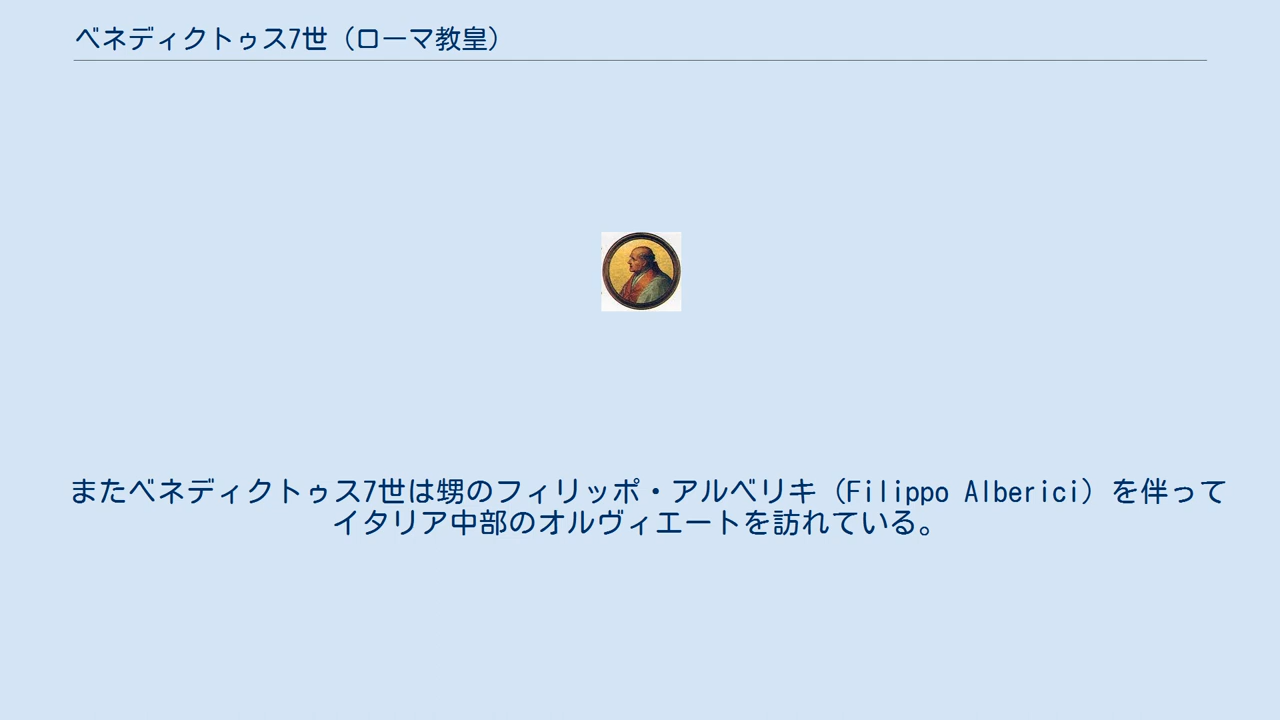 ベネディクトゥス7世（ローマ教皇）
またベネディクトゥス7世は甥のフィリッポ・アルベリキ（Filippo Alberici）を伴って
イタリア中部のオルヴィエートを訪れている。